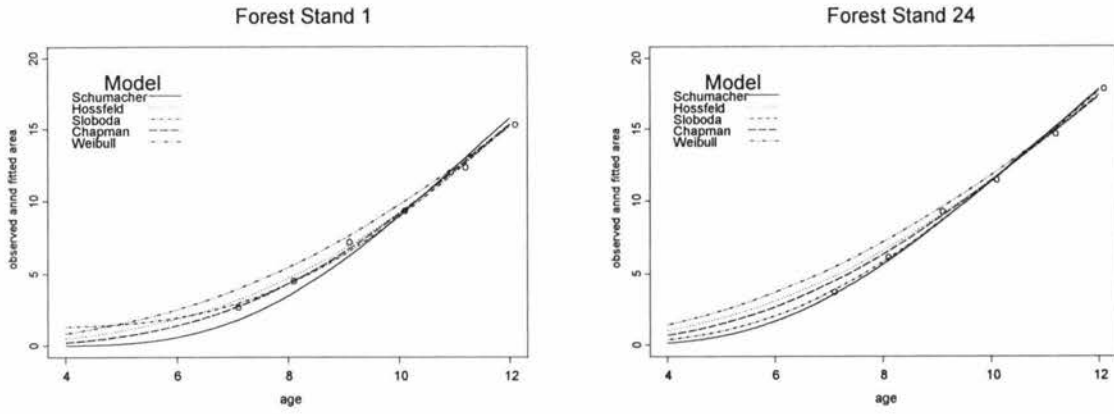 Forest Stand 1
20
15
10
5
0
observed annd fitted area
Model
Schumacher
Hossfeld
Sloboda
Chapman
Weibull
4 6 8 10 12
age
Forest Stand 24
20
15
10
5
0
observed annd fitted area
Model
Schumacher
Hossfeld
Sloboda
Chapman
Weibull
4 6 8 10 12
age